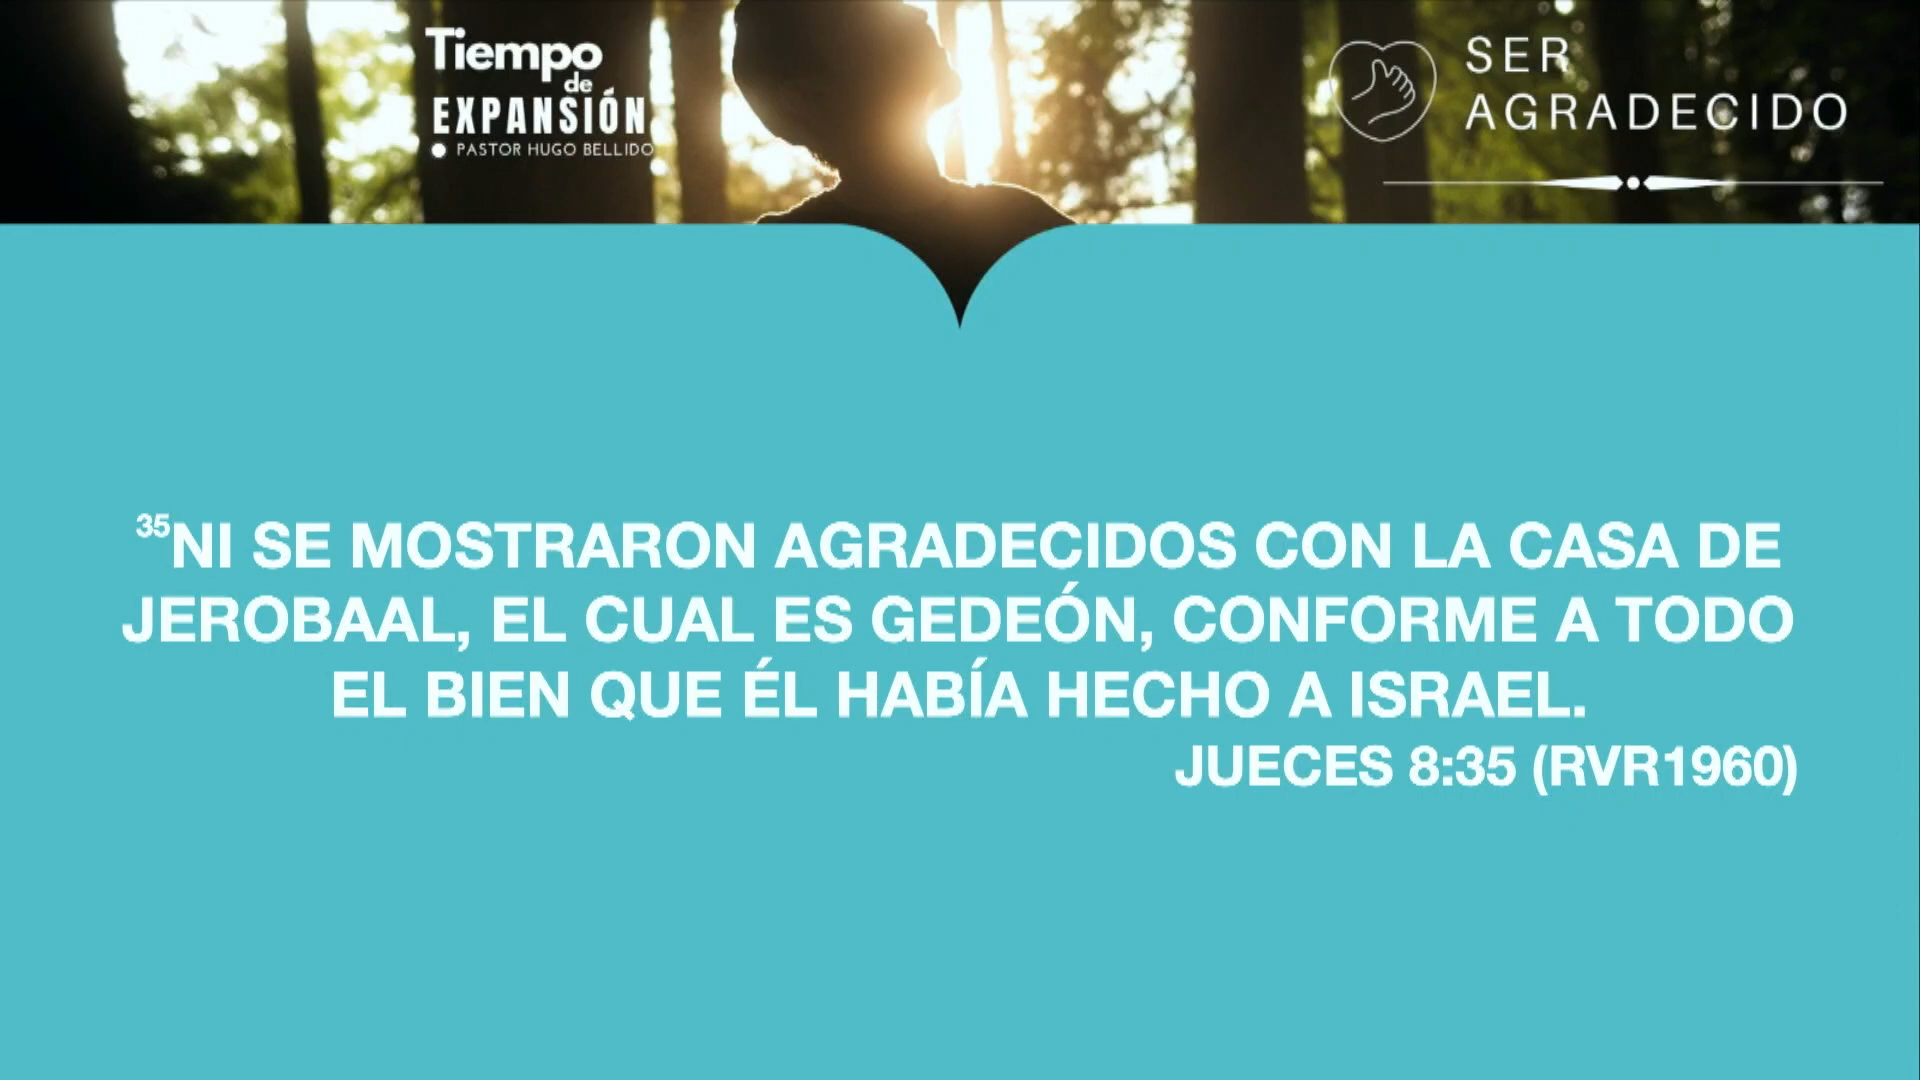 Tiempo
de
EXPANSIÓN
PASTOR HUGO BELLIDO
SER
AGRADECIDO
35NI SE MOSTRARON AGRADECIDOS CON LA CASA DE
JEROBAAL, EL CUAL ES GEDEÓN, CONFORME A TODO
EL BIEN QUE ÉL HABÍA HECHO A ISRAEL.
JUECES 8:35 (RVR1960)